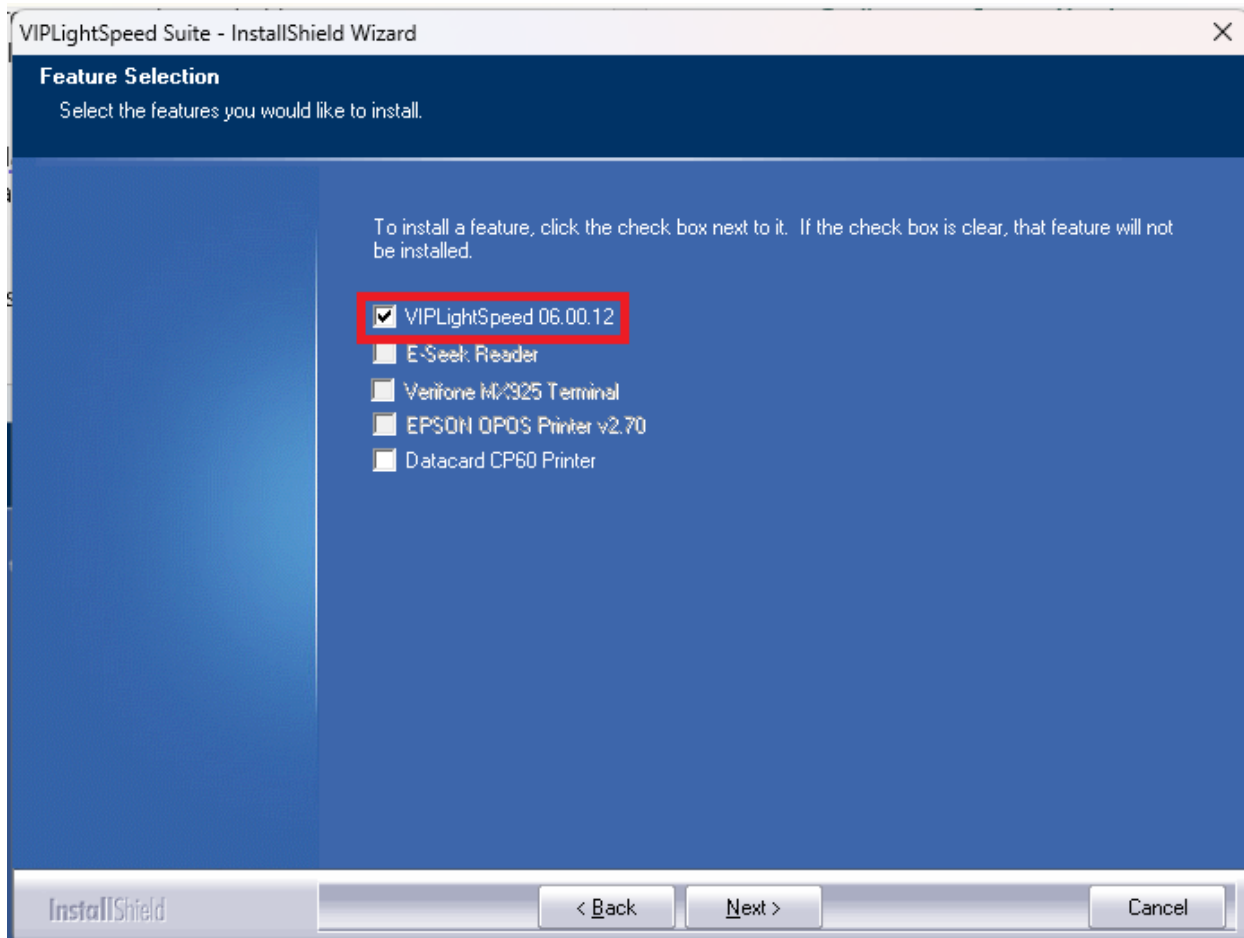 VIPLightSpeed Suite - InstallShield Wizard
Feature Selection
Select the features you would like to install.
To install a feature, click the check box next to it. If the check box is clear, that feature will not
be installed.
VIPLightSpeed 06.00.12
E-Seek Reader
Verifone MX925 Terminal
EPSON OPOS Printer v2.70
Datacard CP60 Printer
InstallShield
< Back
Next >
Cancel